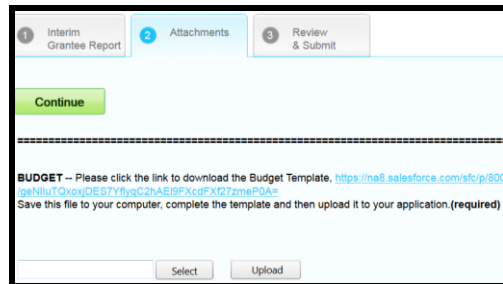 1 Interim Grantee Report
2 Attachments
3 Review & Submit
Continue
BUDGET -- Please click the link to download the Budget Template, https://na8.salesforce.com/sfc/p/800
Save this file to your computer, complete the template and then upload it to your application.(required)
Select Upload